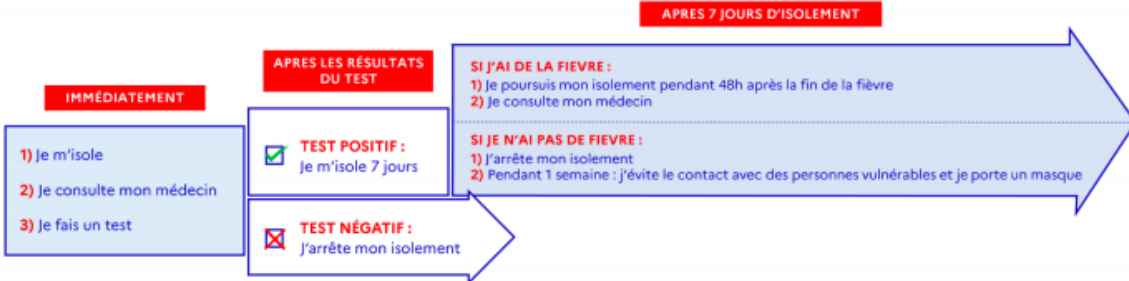 IMMÉDIATEMENT
1) Je m'isole
2) Je consulte mon médecin
3) Je fais un test
APRES LES RÉSULTATS
DU TEST
TEST POSITIF :
Je m'isole 7 jours
TEST NÉGATIF :
J'arrête mon isolement
APRES 7 JOURS D'ISOLEMENT
SI J'AI DE LA FIEVRE :
1) Je poursuis mon isolement pendant 48h après la fin de la fièvre
2) Je consulte mon médecin
SI JE N'AI PAS DE FIEVRE :
1) J'arrête mon isolement
2) Pendant 1 semaine : j'évite le contact avec des personnes vulnérables et je porte un masque